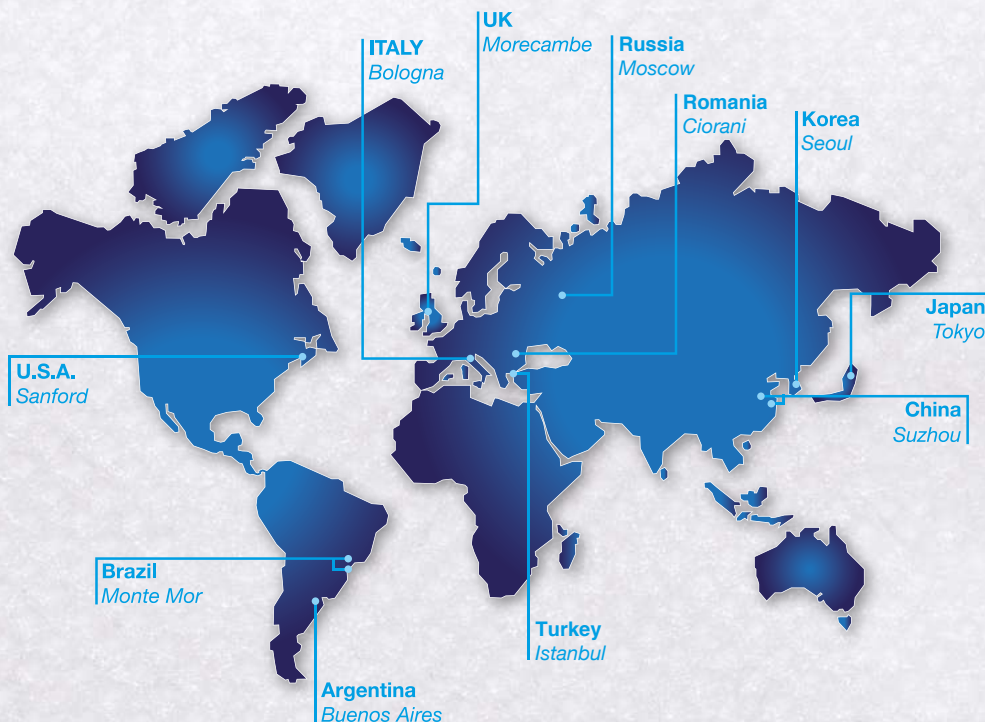 UK
Morecambe
ITALY
Bologna
Russia
Moscow
Romania
Ciorani
Korea
Seoul
Japan
Tokyo
U.S.A.
Sanford
China
Suzhou
Brazil
Monte Mor
Turkey
Istanbul
Argentina
Buenos Aires